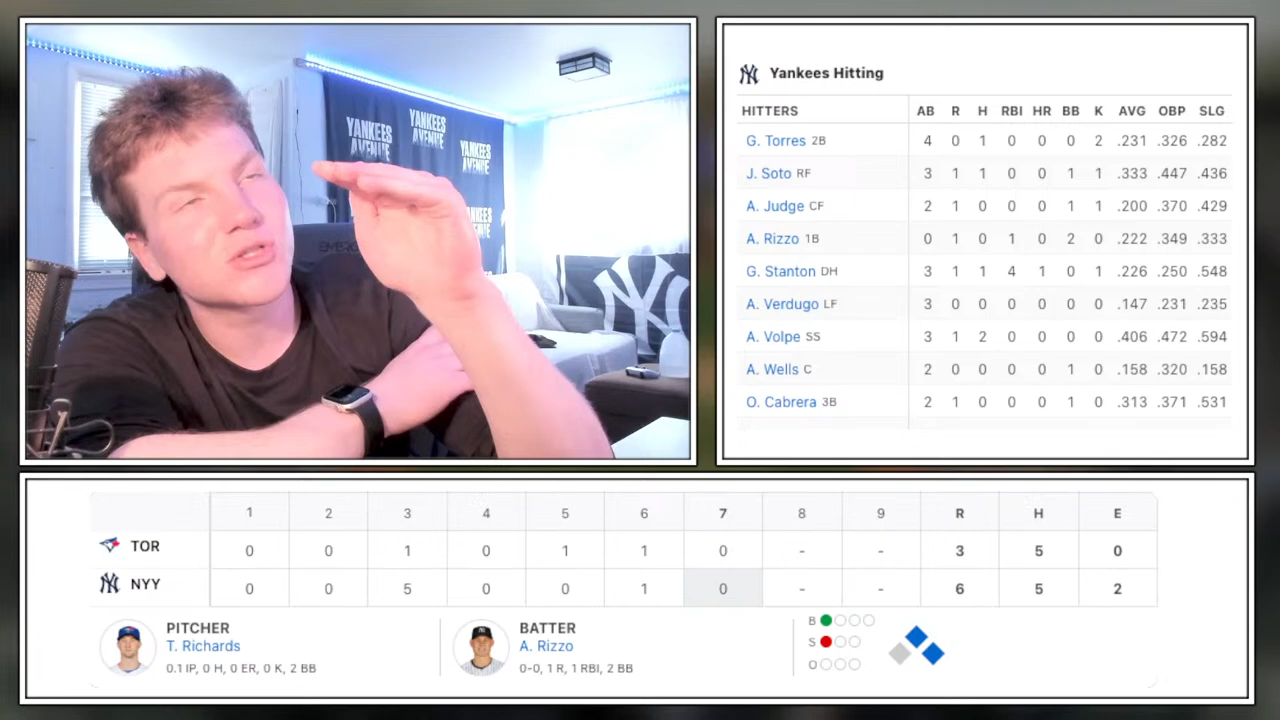 YANKEES
AVENUE
YANKEES
AVENUE
YANKEES
AVENUE
NY
Yankees Hitting
HITTERS AB R H RBI HR BB K AVG OBP SLG
G. Torres 2B 4 0 1 0 0 0 2 .231 .326 .282
J. Soto RF 3 1 1 0 0 1 1 .333 .447 .436
A. Judge CF 2 1 0 0 0 1 1 .200 .370 .429
A. Rizzo 1B 0 1 0 1 0 2 0 .222 .349 .333
G. Stanton DH 3 1 1 4 1 0 1 .226 .250 .548
A. Verdugo LF 3 0 0 0 0 0 0 .147 .231 .235
A. Volpe SS 3 1 2 0 0 0 0 .406 .472 .594
A. Wells C 2 0 0 0 0 1 0 .158 .320 .158
O. Cabrera 3B 2 1 0 0 0 1 0 .313 .371 .531
1 2 3 4 5 6 7 8 9 R H E
TOR 0 0 1 0 1 1 0 - - 3 5 0
NYY 0 0 5 0 0 1 0 - - 6 5 2
PITCHER
T. Richards
0.1 IP, 0 H, 0 ER, 0 K, 2 BB
BATTER
A. Rizzo
0-0, 1 R, 1 RBI, 2 BB
B
S
O